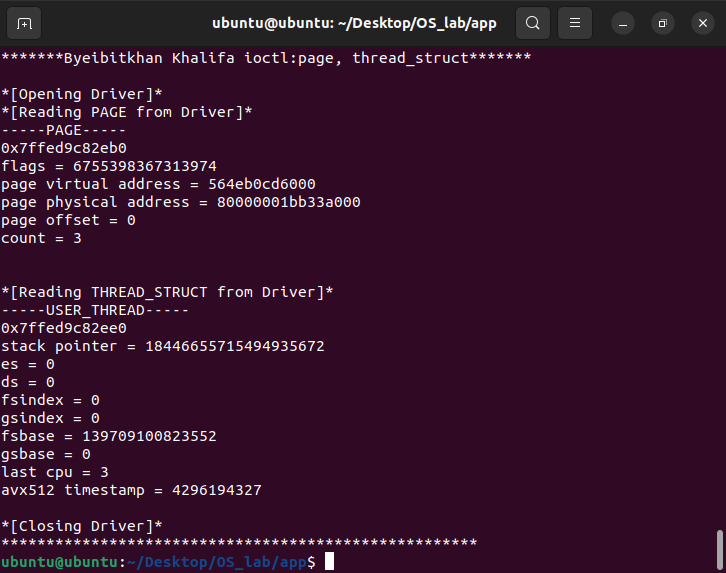 ubuntu@ubuntu: ~/Desktop/OS_lab/app
*******Byeibitkhan Khalifa ioctl:page, thread_struct*******
*[Opening Driver]*
*[Reading PAGE from Driver]*
-----PAGE-----
0x7ffed9c82eb0
flags = 6755398367313974
page virtual address = 564eb0cd6000
page physical address = 80000001bb33a000
page offset = 0
count = 3
*[Reading THREAD_STRUCT from Driver]*
-----USER_THREAD-----
0x7ffed9c82ee0
stack pointer = 18446655715494935672
es = 0
ds = 0
fsindex = 0
gsindex = 0
fsbase = 139709100823552
gsbase = 0
last cpu = 3
avx512 timestamp = 4296194327
*[Closing Driver]*
*****************************************************
ubuntu@ubuntu:~/Desktop/OS_lab/app$